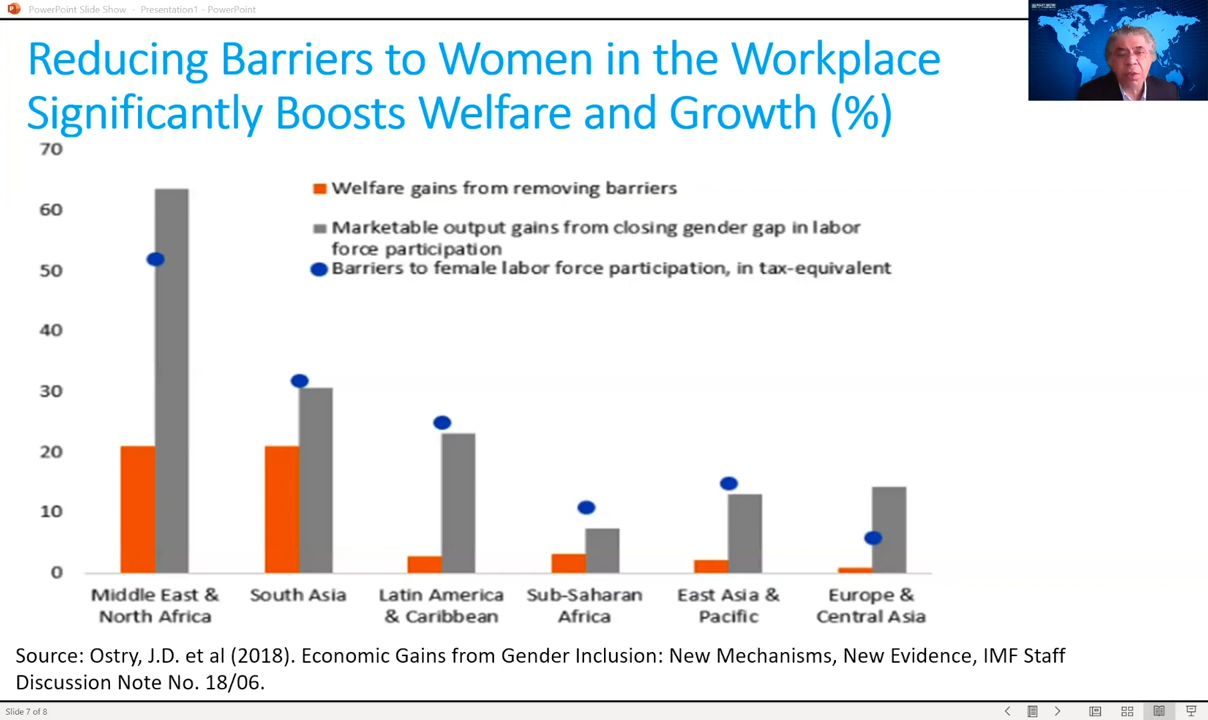 PowerPoint Slide Show - Presentation1 - PowerPoint
Reducing Barriers to Women in the Workplace
Significantly Boosts Welfare and Growth (%)
70
60
50
40
30
20
10
0
Welfare gains from removing barriers
Marketable output gains from closing gender gap in labor
force participation
Barriers to female labor force participation, in tax-equivalent
Middle East &
North Africa
South Asia
Latin America
& Caribbean
Sub-Saharan
Africa
East Asia &
Pacific
Europe &
Central Asia
Source: Ostry, J.D. et al (2018). Economic Gains from Gender Inclusion: New Mechanisms, New Evidence, IMF Staff
Discussion Note No. 18/06.
Slide 7 of 8